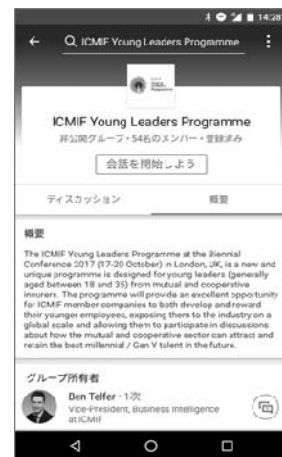 14:28
ICMIF Young Leaders Programme
ICMIF Young Leaders Programme
非公開グループ・54名のメンバー・登録済み
会話を開始しよう
ディスカッション
概要
概要
The ICMIF Young Leaders Programme at the Biennial
Conference 2017 (17-20 October) in London, UK, is a new and
unique programme is designed for young leaders (generally
aged between 18 and 35) from mutual and cooperative
insurers. The programme will provide an excellent opportunity
for ICMIF member companies to both develop and reward
their younger employees, exposing them to the industry on a
global scale and allowing them to participate in discussions
about how the mutual and cooperative sector can attract and
retain the best millennial / Gen Y talent in the future.
グループ所有者
Ben Telfer・1次
Vice-President, Business Intelligence
at ICMIF